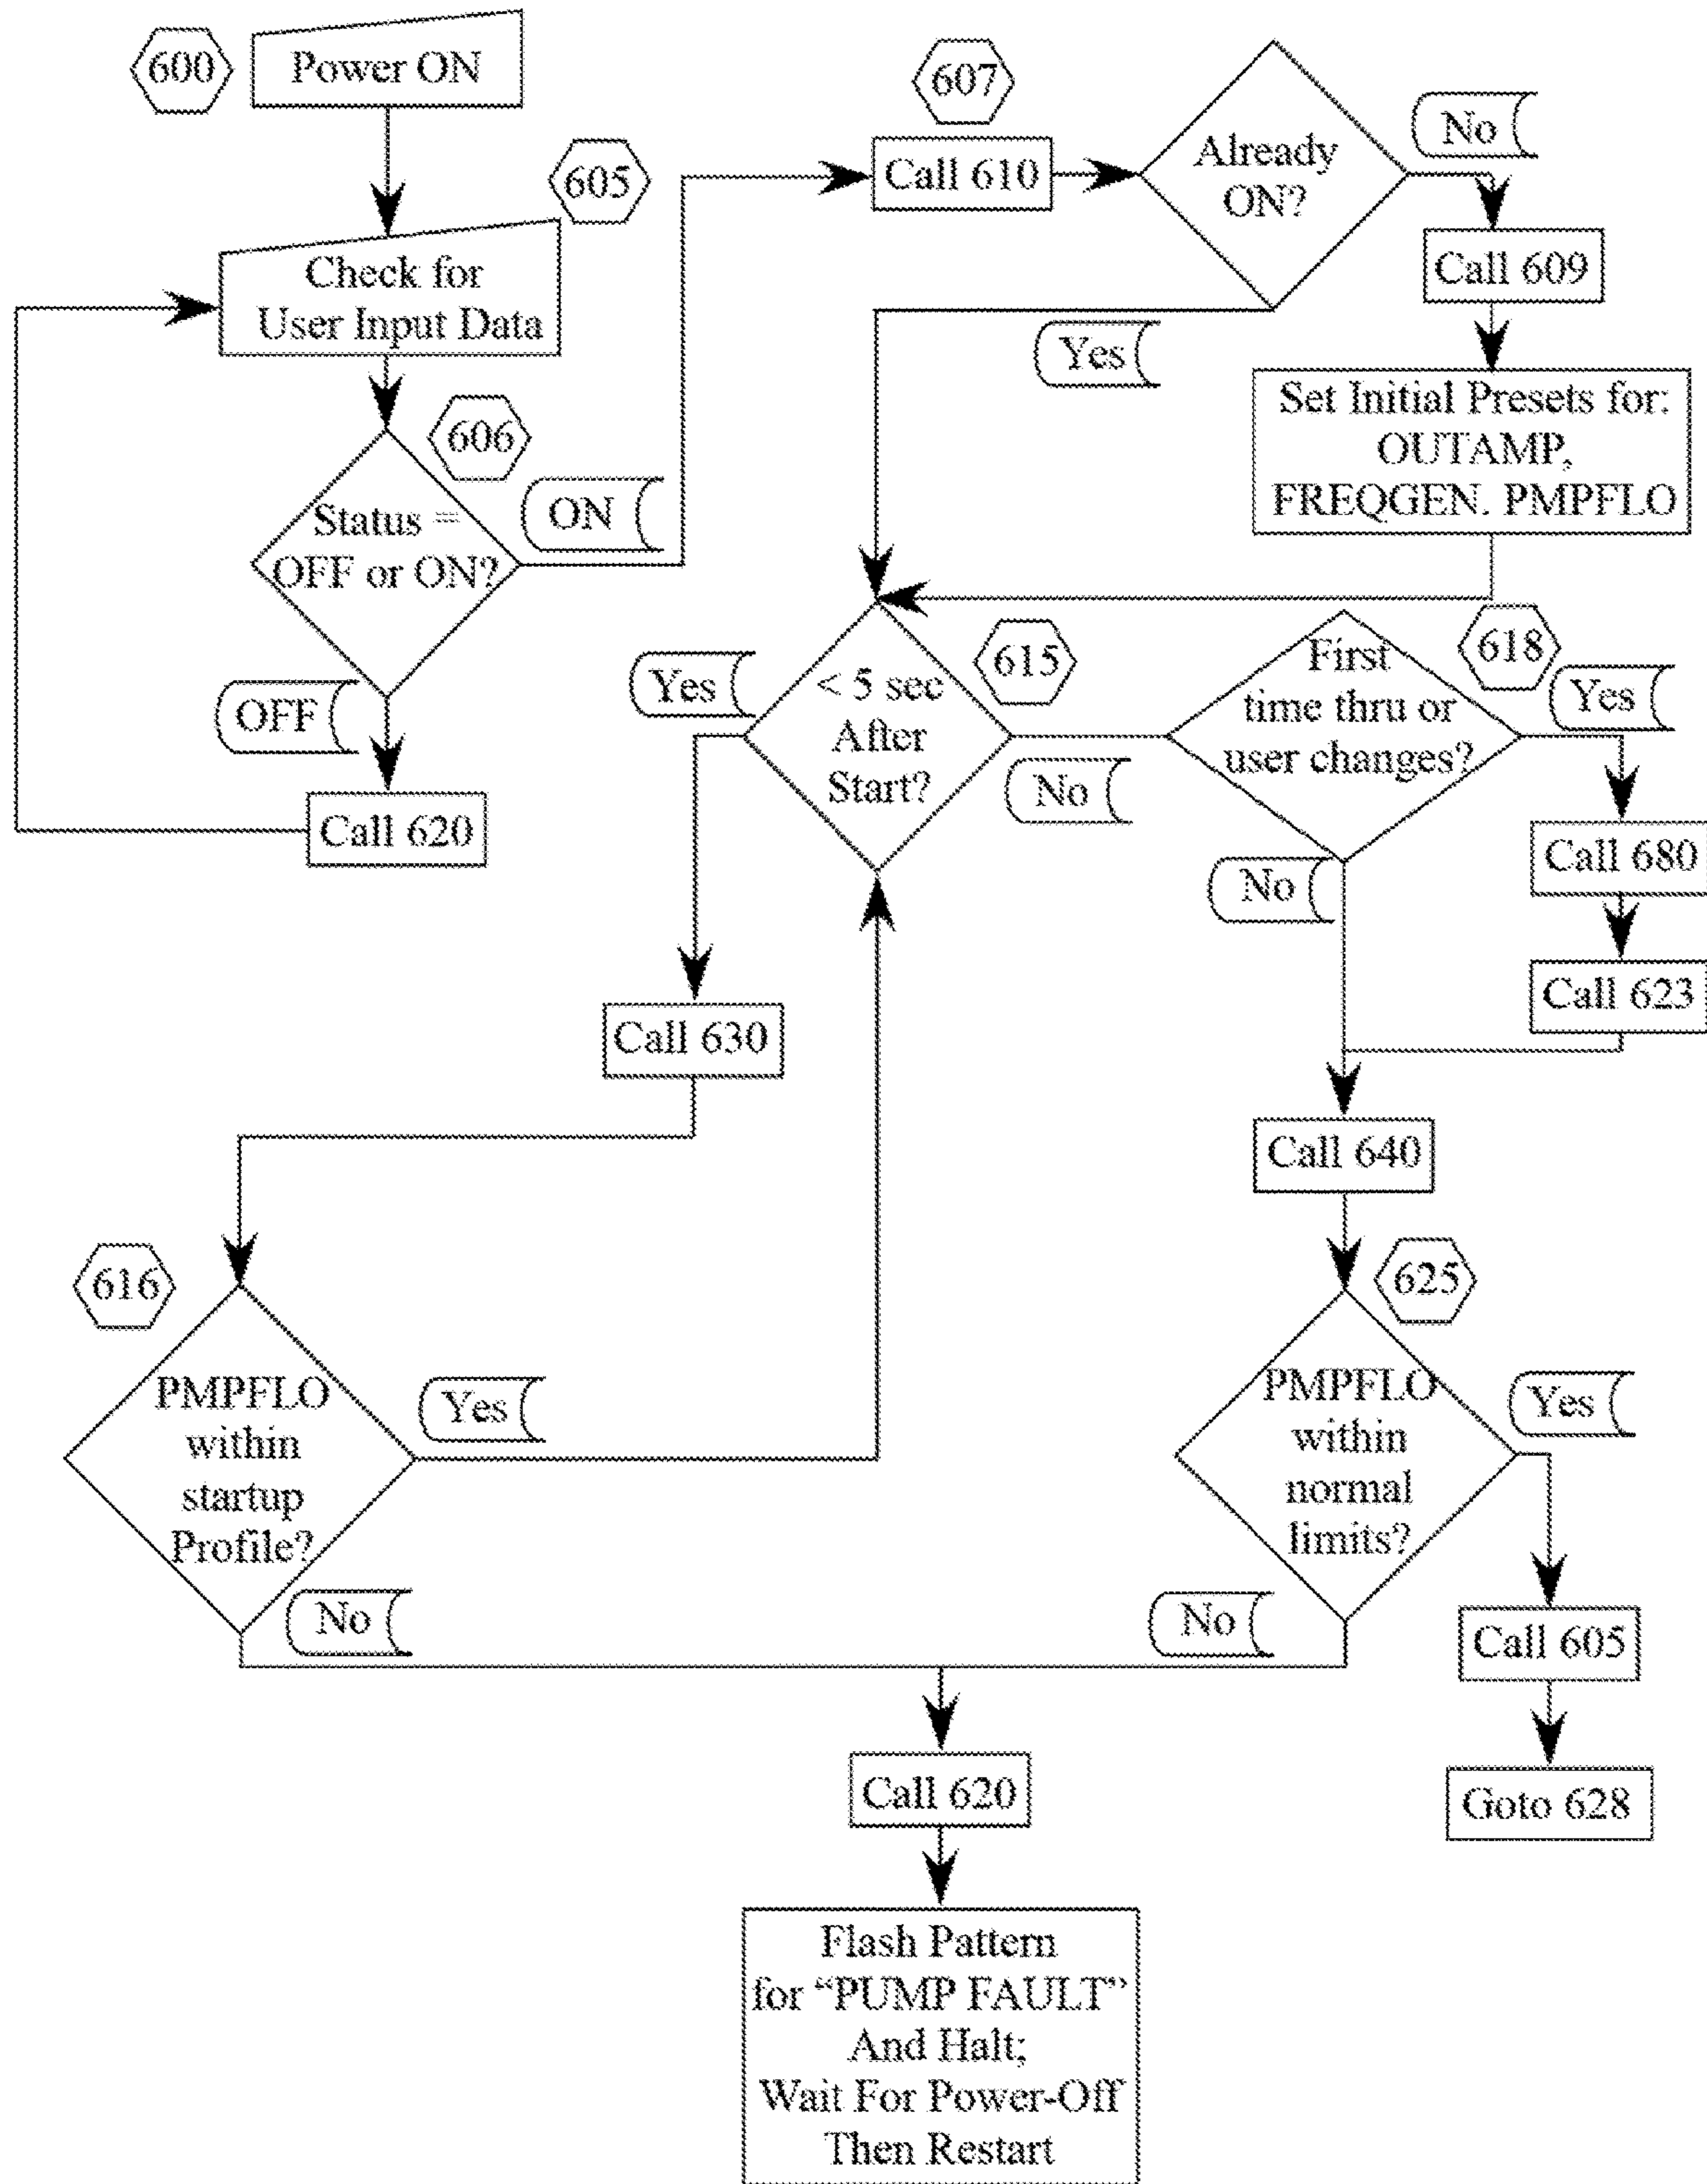 600
Power ON
605
Check for
User Input Data
606
Status =
OFF or ON?
ON
OFF
Call 620
607
Call 610
Already
ON?
No
Call 609
Yes
Set Initial Presets for:
OUTAMP,
FREQGEN. PMPFLO
615
< 5 sec
After
Start?
Yes
No
618
First
time thru or
user changes?
Yes
No
Call 680
Call 623
Call 630
Call 640
616
PMPFLO
within
startup
Profile?
Yes
No
625
PMPFLO
within
normal
limits?
Yes
No
Call 605
Goto 628
Call 620
Flash Pattern
for “PUMP FAULT”
And Halt;
Wait For Power-Off
Then Restart